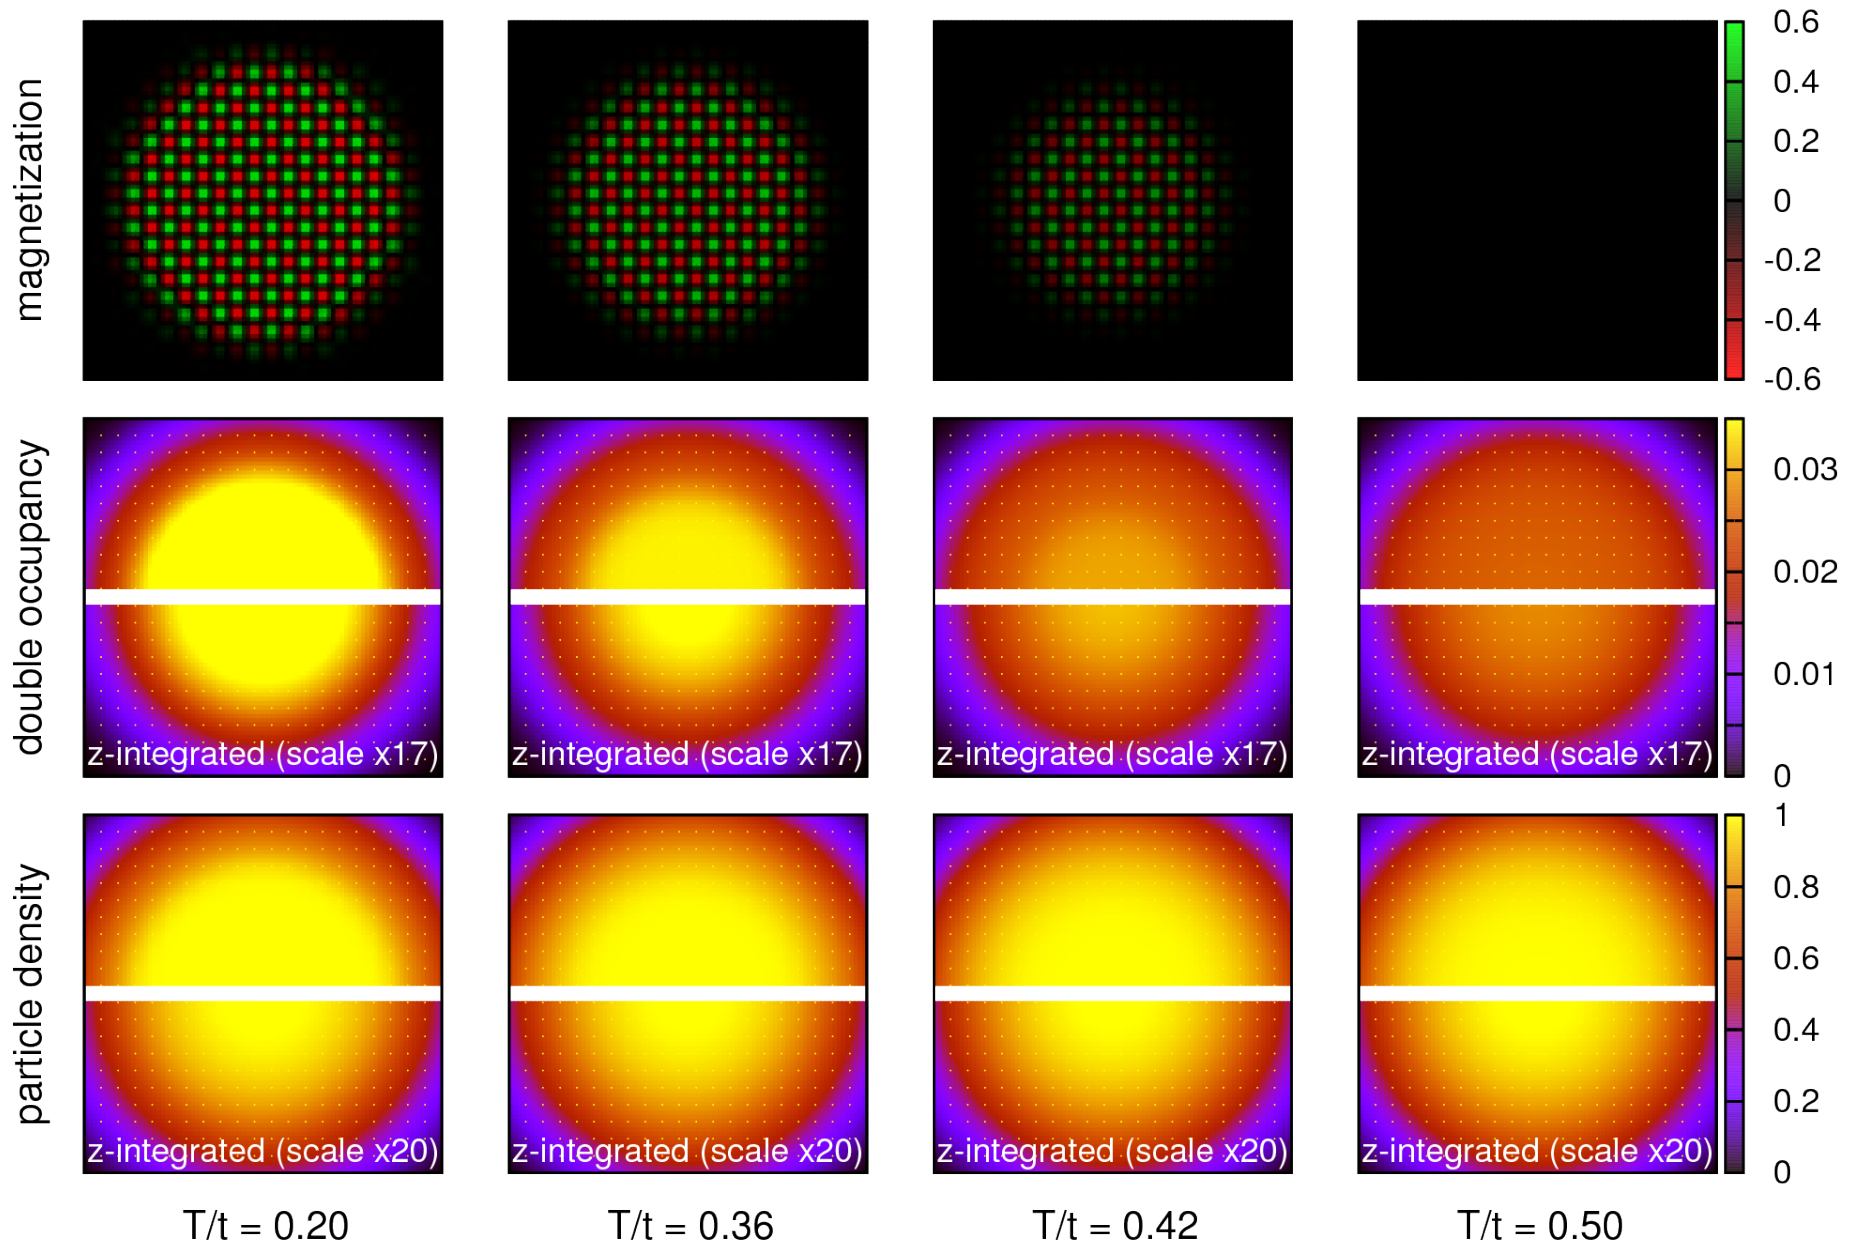 magnetization
0.6
0.4
0.2
0
-0.2
-0.4
-0.6
double occupancy
z-integrated (scale x17)
z-integrated (scale x17)
z-integrated (scale x17)
z-integrated (scale x17)
0.03
0.02
0.01
0
particle density
z-integrated (scale x20)
z-integrated (scale x20)
z-integrated (scale x20)
z-integrated (scale x20)
1
0.8
0.6
0.4
0.2
0
T/t = 0.20
T/t = 0.36
T/t = 0.42
T/t = 0.50